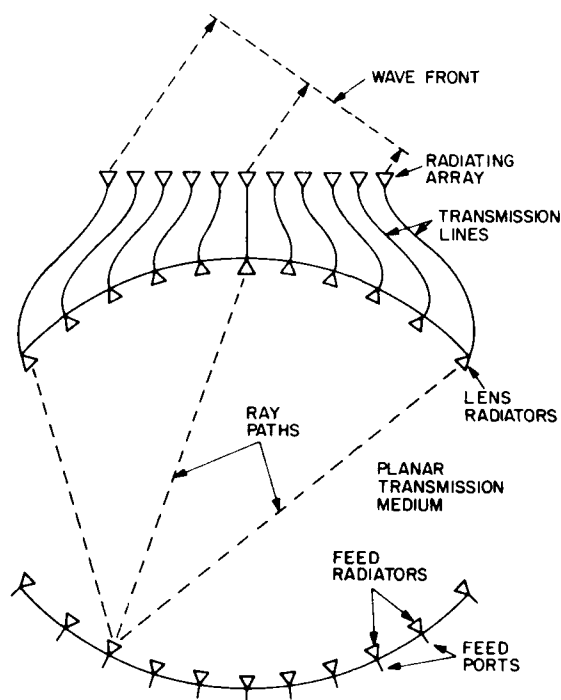 WAVE FRONT
RADIATING
ARRAY
TRANSMISSION
LINES
LENS
RADIATORS
RAY
PATHS
PLANAR
TRANSMISSION
MEDIUM
FEED
RADIATORS
FEED
PORTS